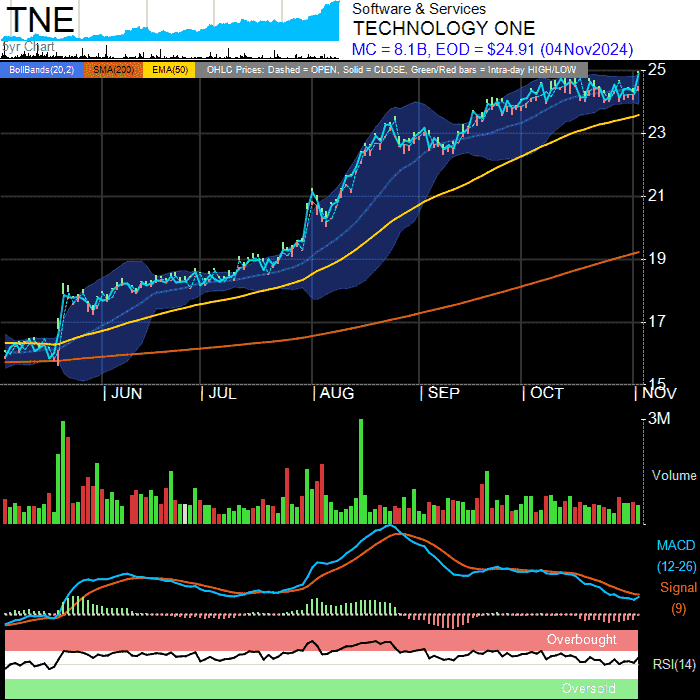 TNE
5yr Chart
Software & Services
TECHNOLOGY ONE
MC = 8.1B, EOD = $24.91 (04Nov2024)
BollBands(20,2) SMA(200) EMA(50) OHLC Prices: Dashed = OPEN, Solid = CLOSE, Green/Red bars = Intra-day HIGH/LOW
25
23
21
19
17
15
JUN JUL AUG SEP OCT NOV
3M
Volume
MACD
(12-26)
Signal
(9)
Overbought
RSI(14)
Oversold